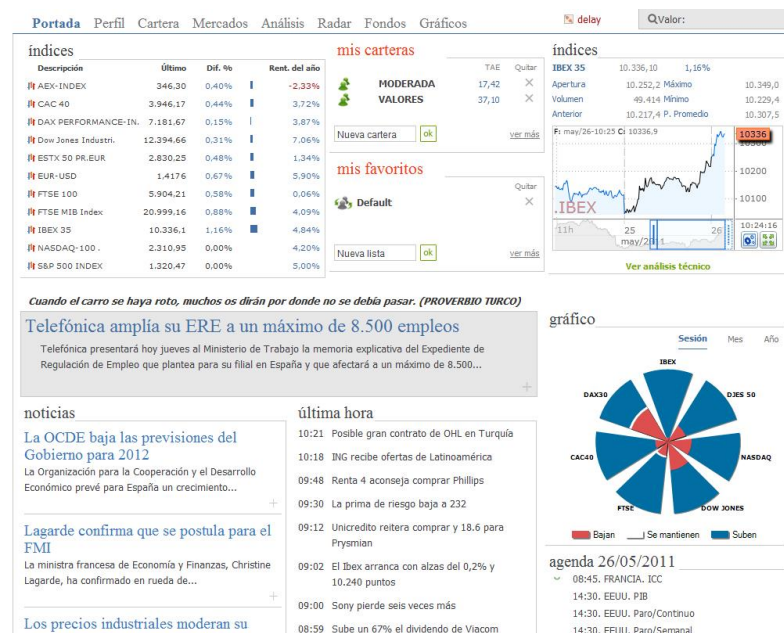 Portada Perfil Cartera Mercados Análisis Radar Fondos Gráficos
delay
Valor:
índices
Descripción Último Dif. % Rent. del año
AEX-INDEX 346.30 0,40% -2.33%
CAC 40 3.946.17 0,44% 3.72%
DAX PERFORMANCE-IN. 7.181.67 0,15% 3.87%
Dow Jones Industri. 12.394.66 0,31% 7.06%
ESTX 50 PR.EUR 2.830.25 0,48% 1.34%
EUR-USD 1.4176 0,67% 5.90%
FTSE 100 5.904.21 0,58% 0.06%
FTSE MIB Index 20.999.16 0,88% 4.09%
IBEX 35 10.336.1 1,16% 4.84%
NASDAQ-100 . 2.310.95 0,00% 4.20%
S&P 500 INDEX 1.320.47 0,00% 5.00%
mis carteras
TAE Quitar
MODERADA 17,42
VALORES 37,10
Nueva cartera ok ver más
mis favoritos
Quitar
Default
Nueva lista ok ver más
índices
IBEX 35 10.336,10 1,16%
Apertura 10.252,2 Máximo 10.349,0
Volumen 49.414 Mínimo 10.229,4
Anterior 10.217,4 P. Promedio 10.307,5
F: may/26-10:25 C: 10336,9
10336
10300
10200
10100
.IBEX
11h 25 26
may/2011
10:24:16
Ver análisis técnico
Cuando el carro se haya roto, muchos os dirán por donde no se debía pasar. (PROVERBIO TURCO)
Telefónica amplía su ERE a un máximo de 8.500 empleos
Telefónica presentará hoy jueves al Ministerio de Trabajo la memoria explicativa del Expediente de
Regulación de Empleo que plantea para su filial en España y que afectará a un máximo de 8.500...
noticias
La OCDE baja las previsiones del
Gobierno para 2012
La Organización para la Cooperación y el Desarrollo
Económico prevé para España un crecimiento...
Lagarde confirma que se postula para el
FMI
La ministra francesa de Economía y Finanzas, Christine
Lagarde, ha confirmado en rueda de...
Los precios industriales moderan su
última hora
10:21 Posible gran contrato de OHL en Turquía
10:18 ING recibe ofertas de Latinoamérica
09:48 Renta 4 aconseja comprar Phillips
09:30 La prima de riesgo baja a 232
09:12 Unicredito reitera comprar y 18.6 para
Prysmian
09:02 El Ibex arranca con alzas del 0,2% y
10.240 puntos
09:00 Sony pierde seis veces más
08:59 Sube un 67% el dividendo de Viacom
gráfico
Sesión Mes Año
IBEX
DAX30
DJES 50
CAC40
NASDAQ
FTSE
DOW JONES
Bajan Se mantienen Suben
agenda 26/05/2011
08:45. FRANCIA. ICC
14:30. EEUU. PIB
14:30. EEUU. Paro/Continuo
14:30. EEUU. Paro/Semanal